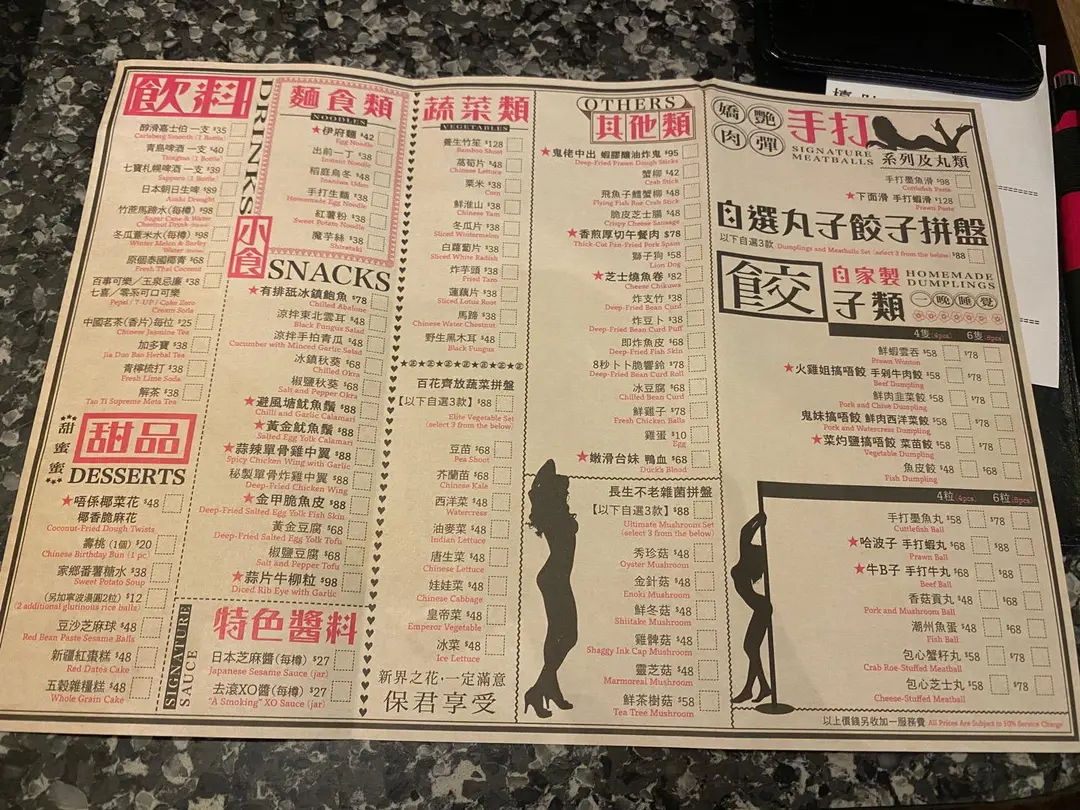 飲料
DRINKS
醇滑嘉士伯 一支 $35
Carlsberg Smooth (1 Bottle)
青島啤酒 一支 $40
Tsingtao (1 Bottle)
七寶札幌啤酒 一支 $39
Sapporo (1 Bottle)
日本朝日生啤 $89
Asahi Draught
竹蔗馬蹄水(每樽) $98
Sugar Cane & Water
Chestnut Drink
冬瓜薏米水(每樽) $98
Winter Melon & Barley
Water
原個泰國椰青 $68
Fresh Thai Coconut
百事可樂／玉泉忌廉 $38
七喜／零系可口可樂
Pepsi / 7-UP / Coke Zero
Cream Soda
中國茗茶(香片)每位 $25
Chinese Jasmine Tea
加多寶 $38
Jia Duo Bao Herbal Tea
青檸梳打 $38
Fresh Lime Soda
解茶 $38
Tao Ti Supreme Meta Tea
甜蜜蜜
甜品
DESSERTS
★唔係椰菜花 $48
椰香脆麻花
Coconut-Fried Dough Twists
壽桃 (1個) $20
Chinese Birthday Bun (1 pc)
家鄉番薯糖水 $38
Sweet Potato Soup
(另加寧波湯圓2粒) $12
(2 additional glutinous rice balls)
豆沙芝麻球 $48
Red Bean Paste Sesame Balls
新疆紅棗糕 $48
Red Dates Cake
五穀雜糧糕 $48
Whole Grain Cake
麵食類
NOODLES
★伊府麵 $42
Egg Noodle
出前一丁 $38
Instant Noodle
稻庭烏冬 $48
Inaniwa Udon
手打生麵 $38
Homemade Egg Noodle
紅薯粉 $38
Sweet Potato Noodle
魔芋絲 $38
Shirataki
小食
SNACKS
★有排舐冰鎮鮑魚 $78
Chilled Abalone
涼拌東北雲耳 $48
Black Fungus Salad
涼拌手拍青瓜 $48
Cucumber with Minced Garlic Salad
冰鎮秋葵 $68
Chilled Okra
椒鹽秋葵 $68
Salt and Pepper Okra
★避風塘魷魚鬚 $88
Chilli and Garlic Calamari
★黃金魷魚鬚 $88
Salted Egg Yolk Calamari
★蒜辣單骨雞中翼 $88
Spicy Chicken Wing with Garlic
秘製單骨炸雞中翼 $88
Deep-Fried Chicken Wing
★金甲脆魚皮 $88
Deep-Fried Salted Egg Yolk Fish Skin
黃金豆腐 $68
Deep-Fried Salted Egg Yolk Tofu
椒鹽豆腐 $68
Salt and Pepper Tofu
★蒜片牛柳粒 $98
Diced Rib Eye with Garlic
SIGNATURE SAUCE
特色醬料
日本芝麻醬(每樽) $27
Japanese Sesame Sauce (jar)
去滾XO醬(每樽) $27
"A Smoking" XO Sauce (jar)
蔬菜類
VEGETABLES
養生竹笙 $128
Bamboo Shoot
萵筍片 $48
Chinese Lettuce
粟米 $38
Corn
鮮淮山 $38
Chinese Yam
冬瓜片 $38
Sliced Watermelon
白蘿蔔片 $38
Sliced White Radish
炸芋頭 $38
Fried Taro
蓮藕片 $38
Sliced Lotus Root
馬蹄 $38
Chinese Water Chestnut
野生黑木耳 $48
Black Fungus
百花齊放蔬菜拼盤
【以下自選3款】 $88
Elite Vegetable Set
(select 3 from the below)
豆苗 $68
Pea Shoot
芥蘭苗 $68
Chinese Kale
西洋菜 $48
Watercress
油麥菜 $48
Indian Lettuce
唐生菜 $48
Chinese Lettuce
娃娃菜 $48
Chinese Cabbage
皇帝菜 $48
Emperor Vegetable
冰菜 $48
Ice Lettuce
新界之花·一定滿意
保君享受
OTHERS
其他類
★鬼佬中出 蝦膠釀油炸鬼 $95
Deep-Fried Prawn Dough Sticks
蟹柳 $42
Crab Stick
飛魚子鱈蟹柳 $48
Flying Fish Roe Crab Stick
脆皮芝士腸 $48
Crispy Cheese Sausage
★香煎厚切午餐肉 $78
Thick-Cut Pan-Fried Pork Spam
獅子狗 $58
Lion Dog
★芝士燒魚卷 $82
Cheese Chikuwa
炸支竹 $38
Deep-Fried Bean Curd
炸豆卜 $38
Deep-Fried Bean Curd Puff
即炸魚皮 $68
Deep-Fried Fish Skin
8秒卜卜脆響鈴 $78
Deep-Fried Bean Curd Roll
冰豆腐 $68
Chilled Bean Curd
鮮雞子 $78
Fresh Chicken Balls
雞蛋 $10
Egg
★嫩滑台妹 鴨血 $68
Duck's Blood
長生不老雜菌拼盤
【以下自選3款】 $88
Ultimate Mushroom Set
(select 3 from the below)
秀珍菇 $48
Oyster Mushroom
金針菇 $48
Enoki Mushroom
鮮冬菇 $48
Shiitake Mushroom
雞髀菇 $48
Shaggy Ink Cap Mushroom
靈芝菇 $48
Marmoreal Mushroom
鮮茶樹菇 $58
Tea Tree Mushroom
嬌艷肉彈
手打
SIGNATURE
MEATBALLS
系列及丸類
手打墨魚滑 $98
Cuttlefish Paste
★下面滑 手打蝦滑 $128
Prawn Paste
自選丸子餃子拼盤
以下自選3款 Dumplings and Meatballs Set (select 3 from the below) $88
餃子類
自家製
HOMEMADE
DUMPLINGS
一晚睡覺
4隻(4pcs) 6隻(6pcs)
鮮蝦雲吞 $58 $78
Prawn Wonton
★火雞姐搞唔餃 手剁牛肉餃 $58 $78
Beef Dumpling
鮮肉韭菜餃 $58 $78
Pork and Chive Dumpling
鬼妹搞唔餃 鮮肉西洋菜餃 $58 $78
Pork and Watercress Dumpling
★菜灼鹽搞唔餃 菜苗餃 $58 $78
Vegetable Dumpling
魚皮餃 $48 $68
Fish Dumpling
4粒(4pcs) 6粒(6pcs)
手打墨魚丸 $58 $78
Cuttlefish Ball
★哈波子 手打蝦丸 $68 $88
Prawn Ball
★牛B子 手打牛丸 $68 $88
Beef Ball
香菇貢丸 $48 $68
Pork and Mushroom Ball
潮州魚蛋 $48 $68
Fish Ball
包心蟹籽丸 $58 $78
Crab Roe-Stuffed Meatball
包心芝士丸 $58 $78
Cheese-Stuffed Meatball
以上價錢另收加一服務費 All Prices Are Subject to 10% Service Charge